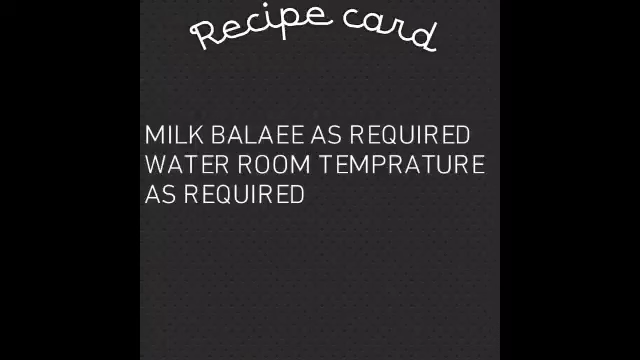 Recipe card
MILK BALAEE AS REQUIRED
WATER ROOM TEMPRATURE
AS REQUIRED